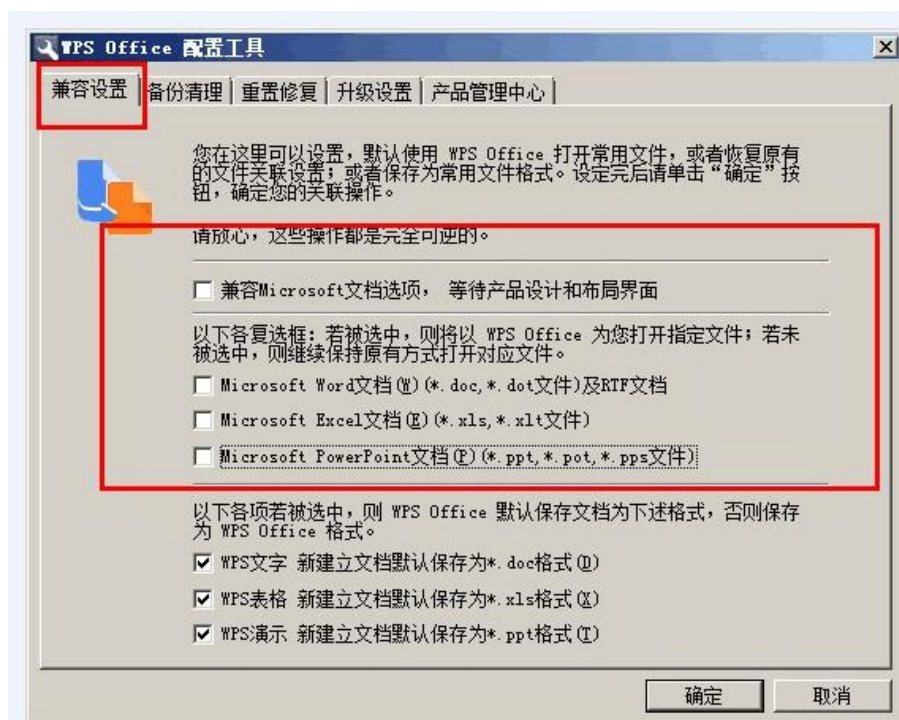 WPS Office 配置工具
兼容设置 备份清理 重置修复 升级设置 产品管理中心
您在这里可以设置，默认使用 WPS Office 打开常用文件，或者恢复原有
的文件关联设置；或者保存为常用文件格式。设定完后请单击“确定”按
钮，确定您的关联操作。
请放心，这些操作都是完全可逆的。
兼容Microsoft文档选项， 等待产品设计和布局界面
以下各复选框：若被选中，则将以 WPS Office 为您打开指定文件；若未
被选中，则继续保持原有方式打开对应文件。
Microsoft Word文档(W)(*.doc,*.dot文件)及RTF文档
Microsoft Excel文档(E)(*.xls,*.xlt文件)
Microsoft PowerPoint文档(P)(*.ppt,*.pot,*.pps文件)
以下各项若被选中，则 WPS Office 默认保存文档为下述格式，否则保存
为 WPS Office 格式。
WPS文字 新建立文档默认保存为*.doc格式(D)
WPS表格 新建立文档默认保存为*.xls格式(X)
WPS演示 新建立文档默认保存为*.ppt格式(T)
确定 取消